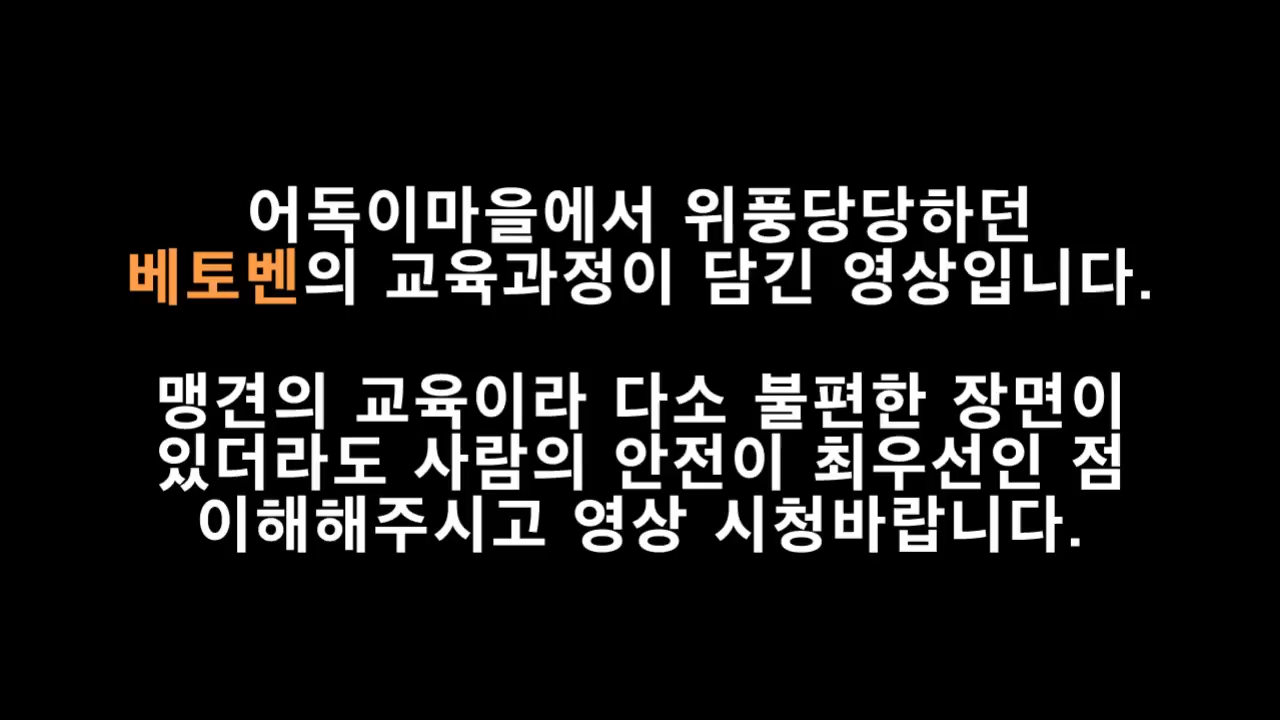 어독이마을에서 위풍당당하던
베토벤의 교육과정이 담긴 영상입니다.
맹견의 교육이라 다소 불편한 장면이
있더라도 사람의 안전이 최우선인 점
이해해주시고 영상 시청바랍니다.